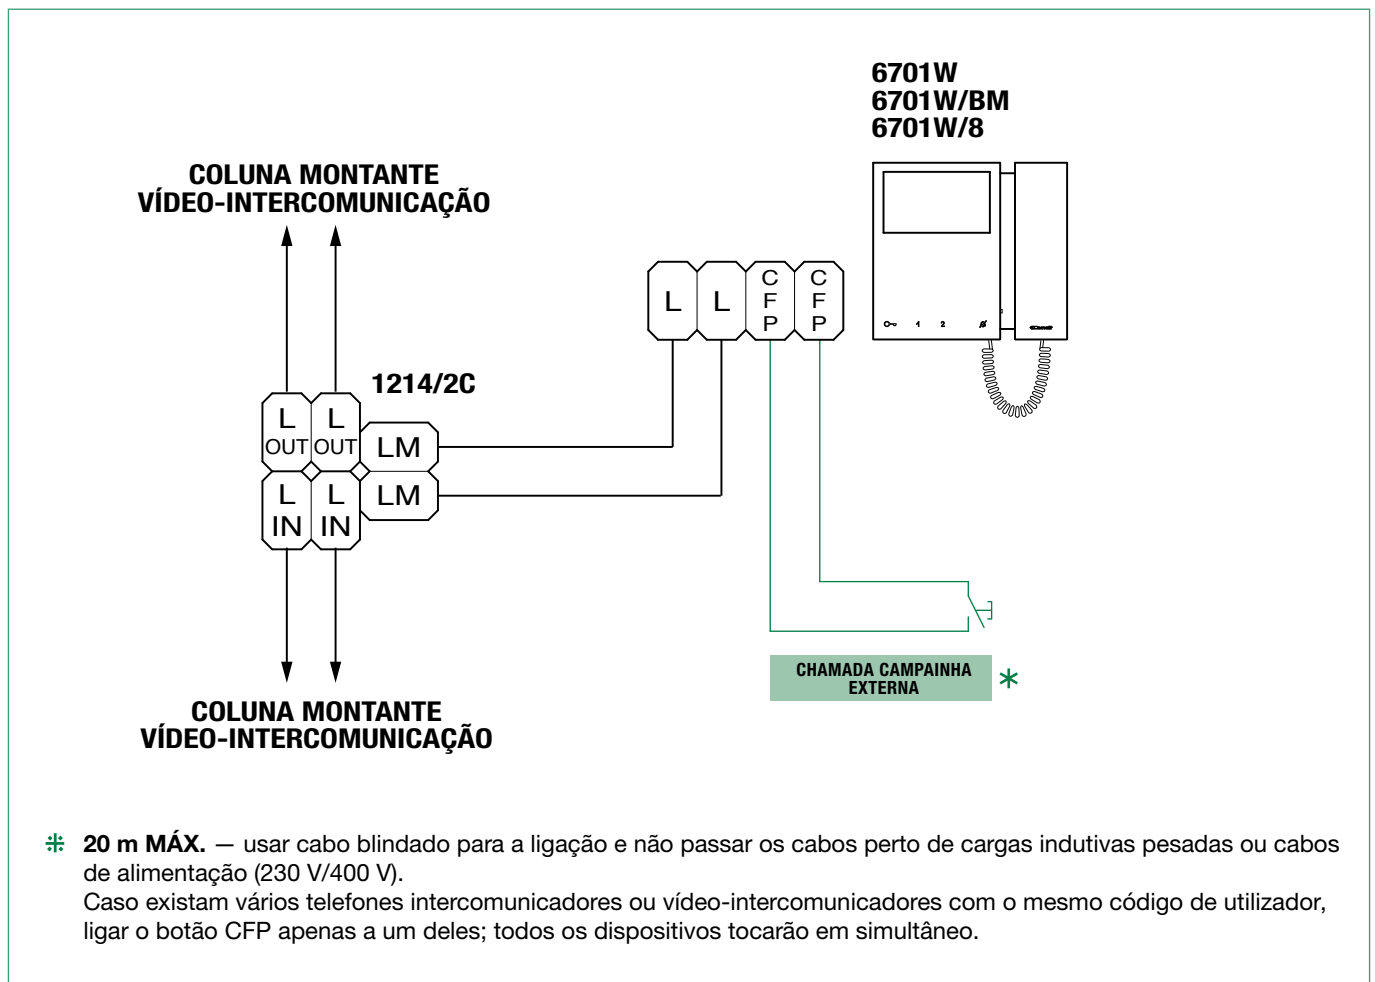 6701W
6701W/BM
6701W/8
COLUNA MONTANTE
VÍDEO-INTERCOMUNICAÇÃO
L
L
C
F
P
C
F
P
1
2
1214/2C
L
OUT
L
OUT
LM
L
IN
L
IN
LM
CHAMADA CAMPAINHA
EXTERNA *
COLUNA MONTANTE
VÍDEO-INTERCOMUNICAÇÃO
20 m MÁX. — usar cabo blindado para a ligação e não passar os cabos perto de cargas indutivas pesadas ou cabos
de alimentação (230 V/400 V).
Caso existam vários telefones intercomunicadores ou vídeo-intercomunicadores com o mesmo código de utilizador,
ligar o botão CFP apenas a um deles; todos os dispositivos tocarão em simultâneo.